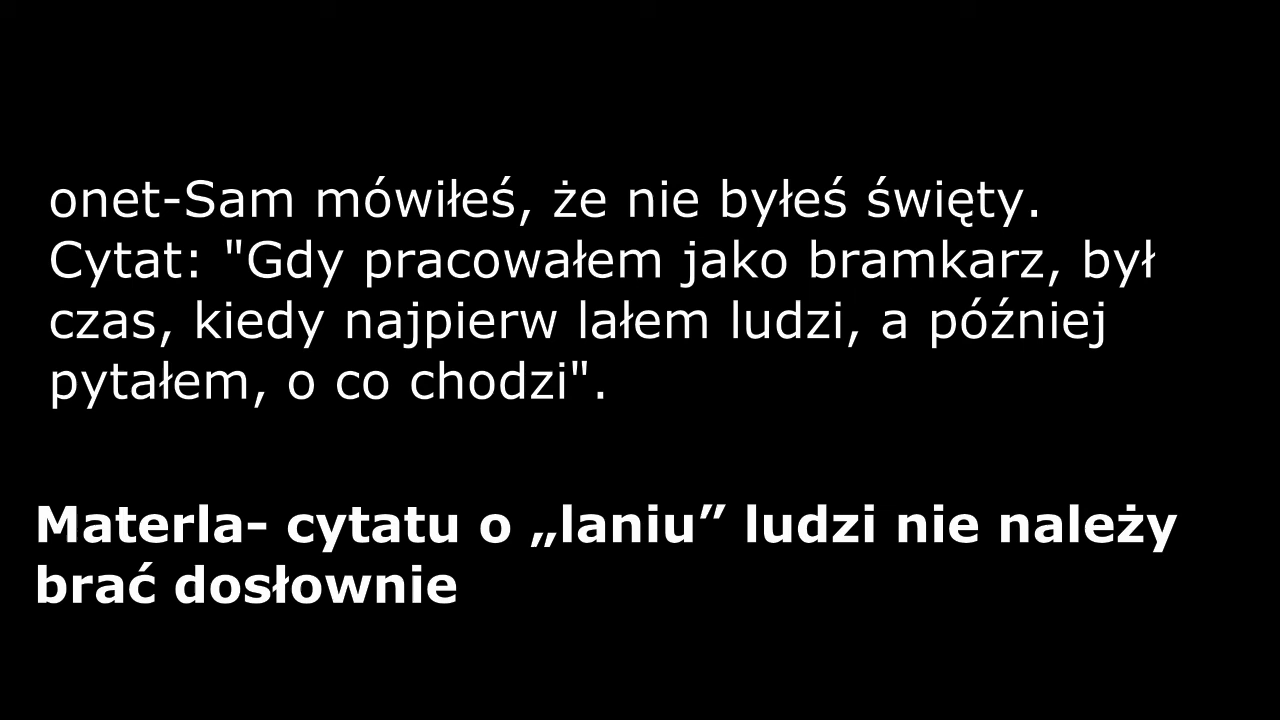 onet-Sam mówiłeś, że nie byłeś święty.
Cytat: "Gdy pracowałem jako bramkarz, był
czas, kiedy najpierw lałem ludzi, a później
pytałem, o co chodzi".
Materla- cytatu o „laniu” ludzi nie należy
brać dosłownie